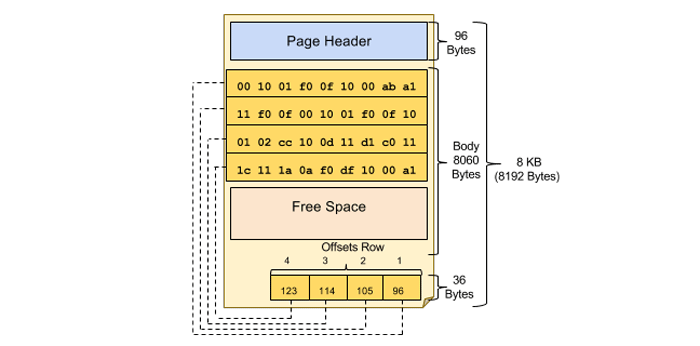 Page Header
96
Bytes
00 10 01 f0 0f 10 00 ab a1
11 f0 0f 00 10 01 f0 0f 10
01 02 cc 10 0d 11 d1 c0 11
1c 11 1a 0a f0 df 10 00 a1
Body
8060
Bytes
8 KB
(8192 Bytes)
Free Space
Offsets Row
4 3 2 1
123 114 105 96
36
Bytes